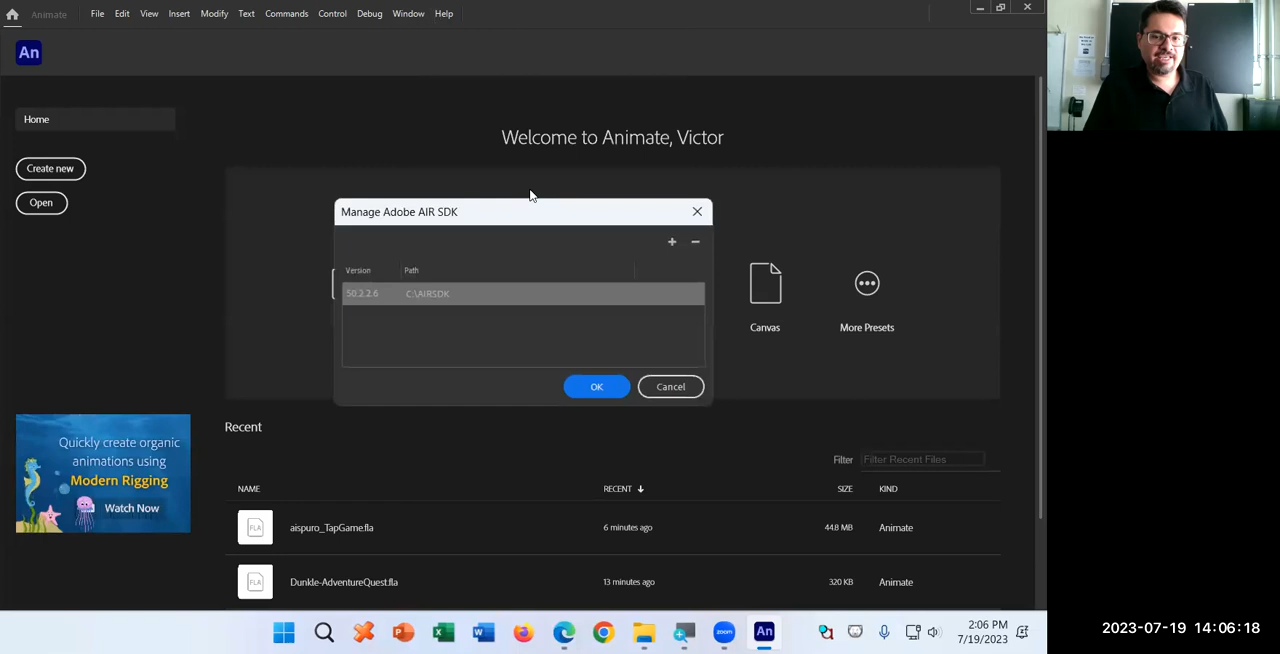 Animate File Edit View Insert Modify Text Commands Control Debug Window Help
An
Home
Welcome to Animate, Victor
Create new
Open
Manage Adobe AIR SDK
Version Path
50.2.2.6 C:\AIRSDK
OK Cancel
Canvas More Presets
Quickly create organic
animations using
Modern Rigging
Watch Now
Recent
Filter Filter Recent Files
NAME RECENT SIZE KIND
FLA aispuro_TapGame.fla 6 minutes ago 44.8 MB Animate
FLA Dunkle-AdventureQuest.fla 13 minutes ago 320 KB Animate
2:06 PM
7/19/2023
2023-07-19 14:06:18